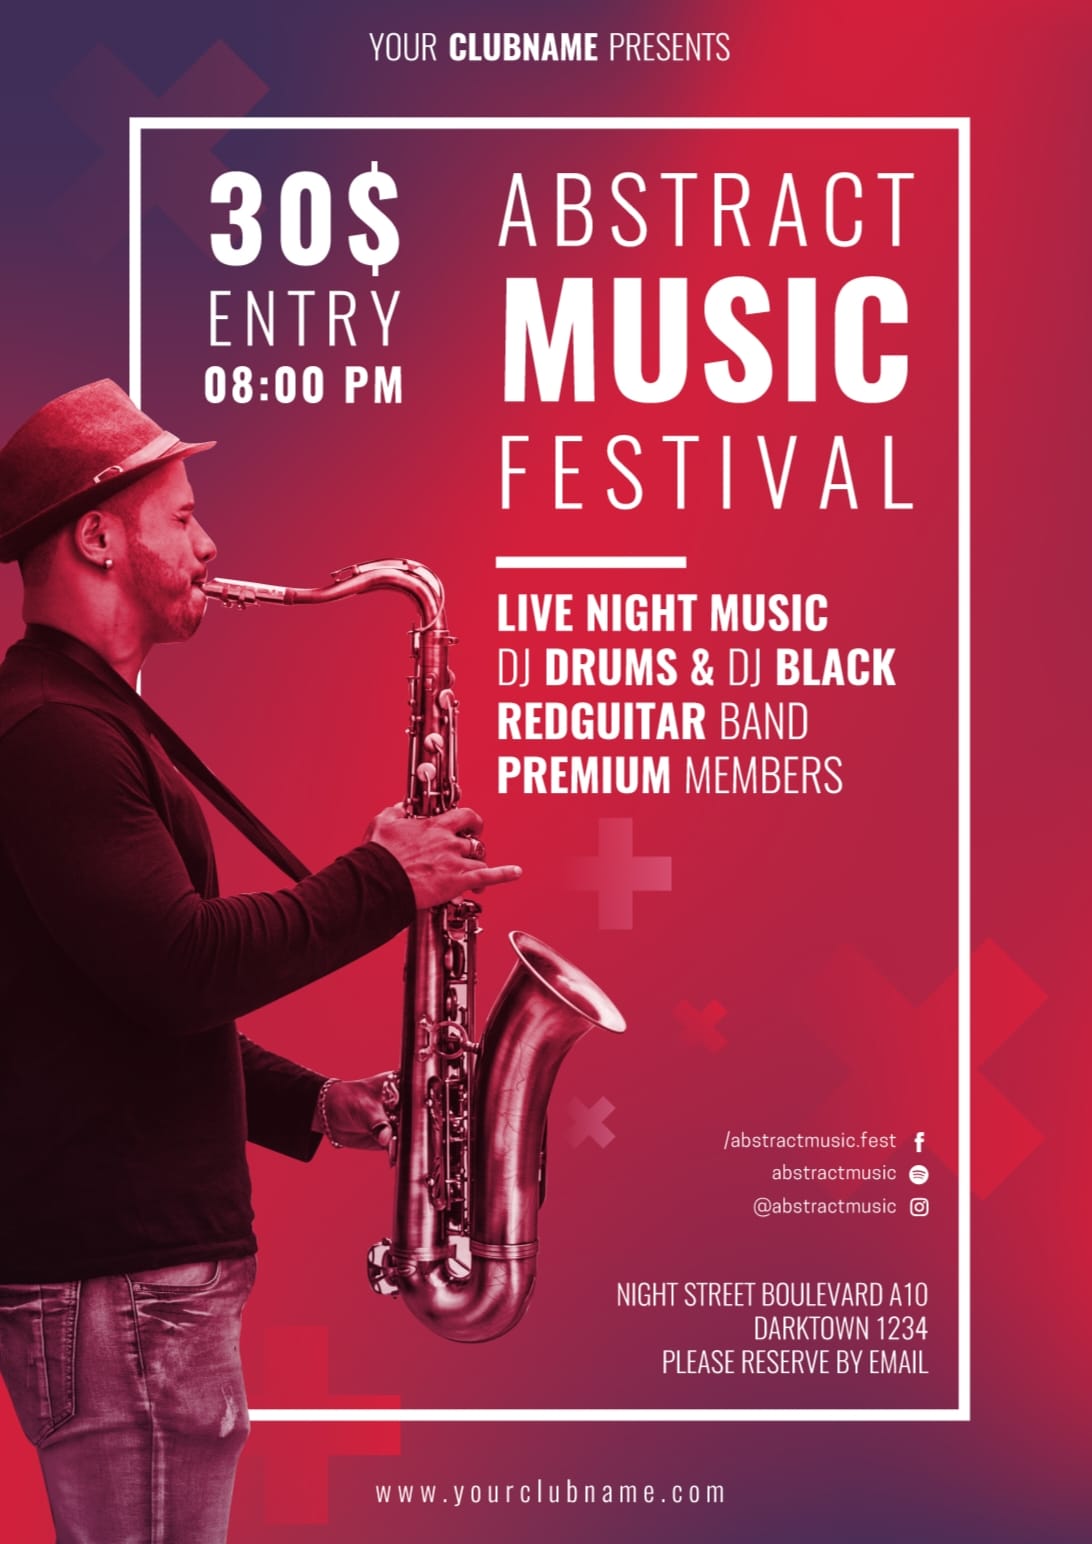 YOUR CLUBNAME PRESENTS
30$
ENTRY
08:00 PM
ABSTRACT
MUSIC
FESTIVAL
LIVE NIGHT MUSIC
DJ DRUMS & DJ BLACK
REDGUITAR BAND
PREMIUM MEMBERS
/abstractmusic.fest
abstractmusic
@abstractmusic
NIGHT STREET BOULEVARD A10
DARKTOWN 1234
PLEASE RESERVE BY EMAIL
www.yourclubname.com